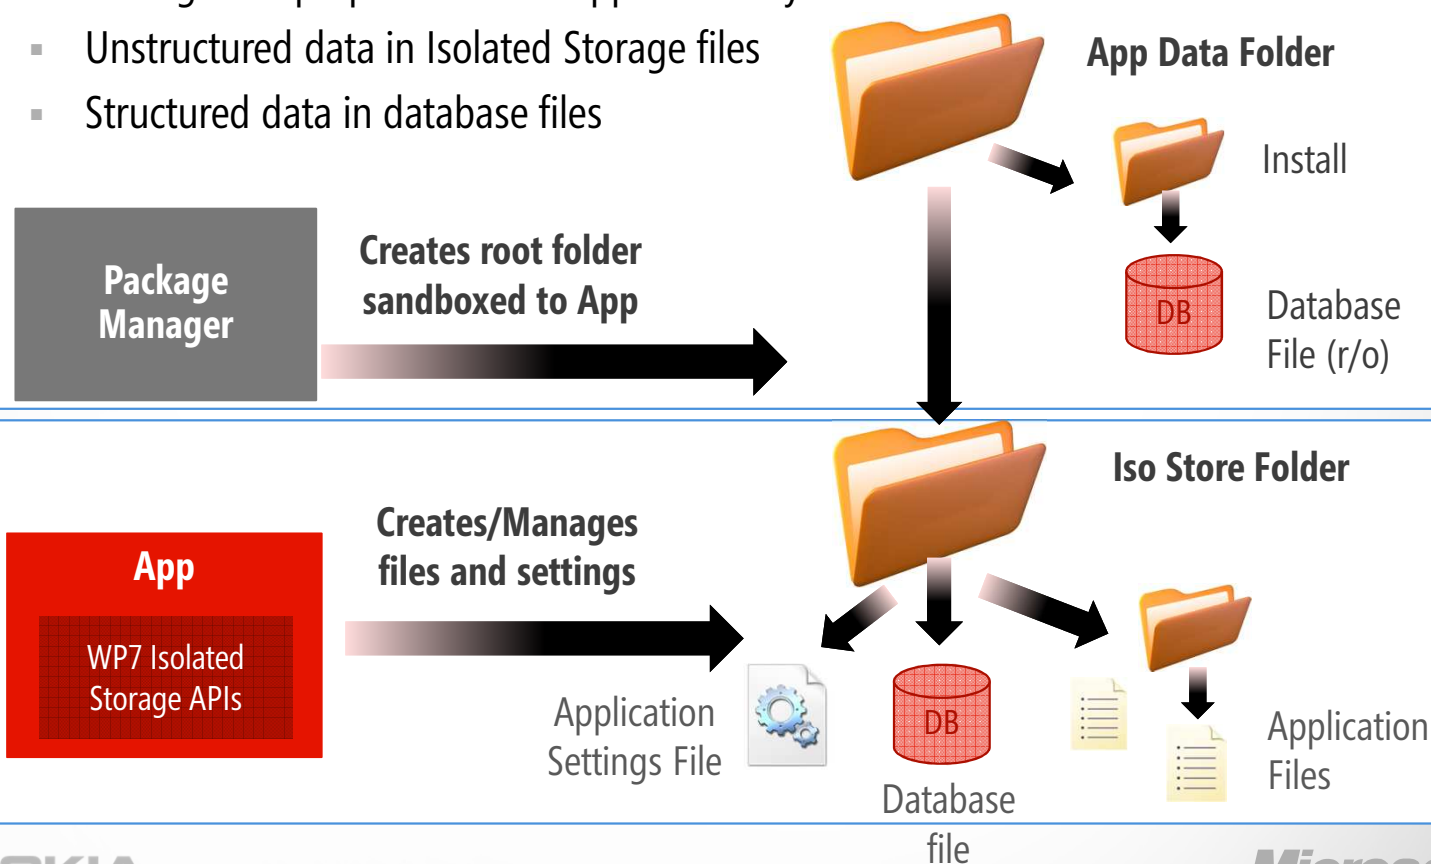 Unstructured data in Isolated Storage files
Structured data in database files
App Data Folder
Install
DB
Database
File (r/o)
Package
Manager
Creates root folder
sandboxed to App
Iso Store Folder
App
WP7 Isolated
Storage APIs
Creates/Manages
files and settings
Application
Settings File
DB
Database
file
Application
Files